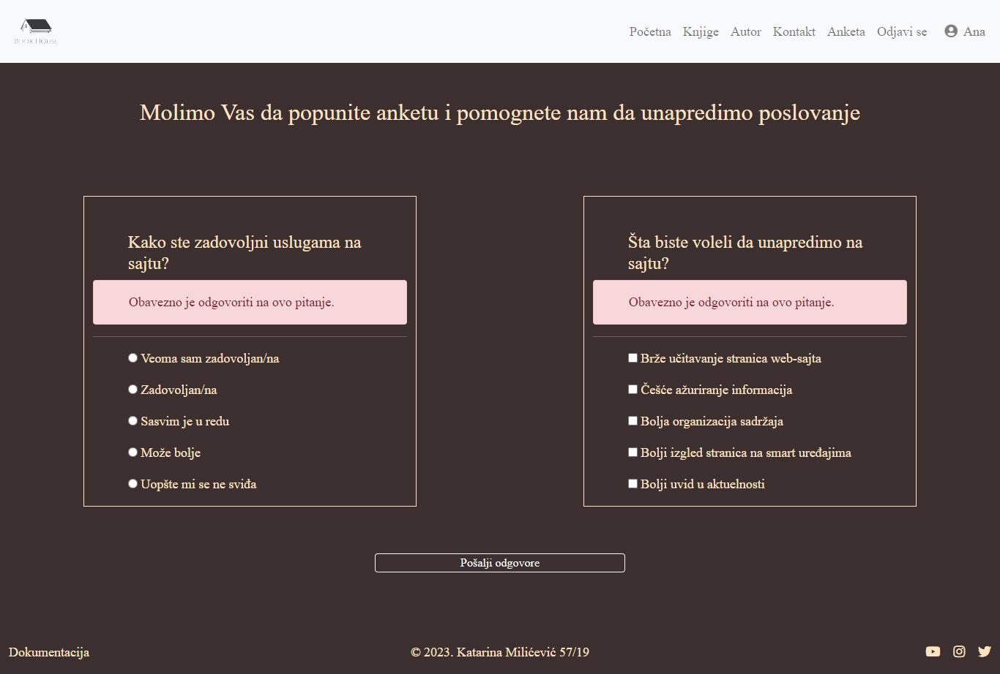 BOOK HOUSE
Početna Knjige Autor Kontakt Anketa Odjavi se Ana
Molimo Vas da popunite anketu i pomognete nam da unapredimo poslovanje
Kako ste zadovoljni uslugama na
sajtu?
Obavezno je odgovoriti na ovo pitanje.
Veoma sam zadovoljan/na
Zadovoljan/na
Sasvim je u redu
Može bolje
Uopšte mi se ne sviđa
Šta biste voleli da unapredimo na
sajtu?
Obavezno je odgovoriti na ovo pitanje.
Brže učitavanje stranica web-sajta
Češće ažuriranje informacija
Bolja organizacija sadržaja
Bolji izgled stranica na smart uređajima
Bolji uvid u aktuelnosti
Pošalji odgovore
Dokumentacija
© 2023. Katarina Milićević 57/19